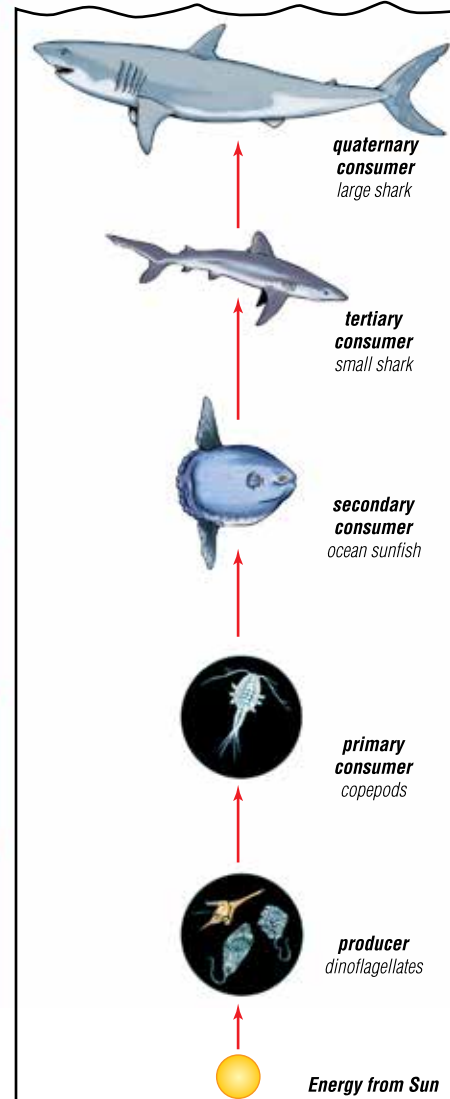 quaternary
consumer
large shark
tertiary
consumer
small shark
secondary
consumer
ocean sunfish
primary
consumer
copepods
producer
dinoflagellates
Energy from Sun